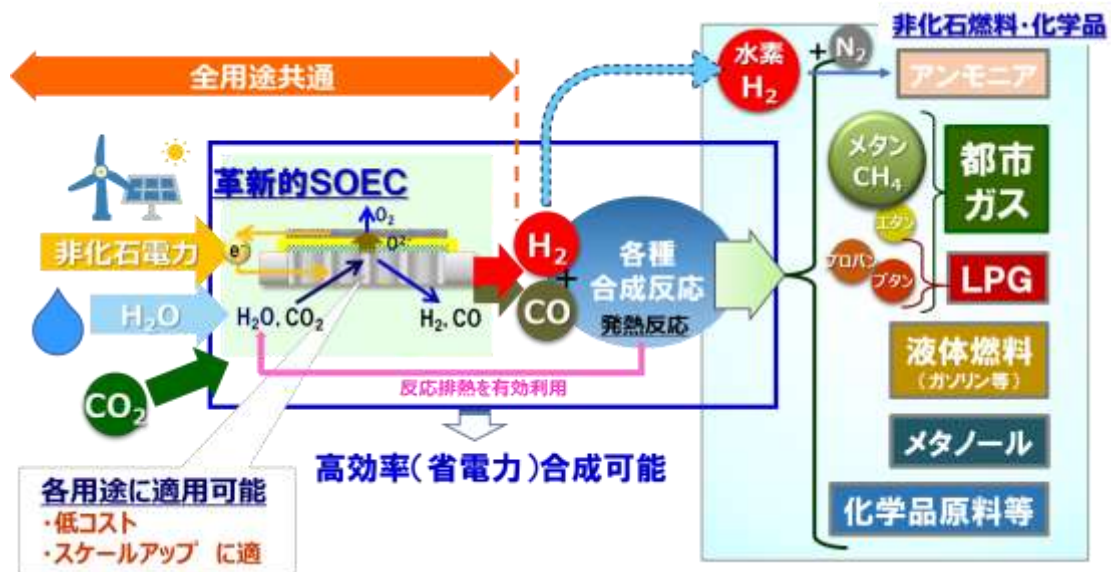 非化石燃料・化学品
全用途共通
水素
H₂
+
N₂
アンモニア
メタン
CH₄
都市
ガス
エタン
プロパン
ブタン
LPG
液体燃料
(ガソリン等)
メタノール
化学品原料等
革新的SOEC
非化石電力
e⁻
O₂
O²⁻
H₂O
H₂O, CO₂
H₂, CO
CO₂
H₂
+
CO
各種
合成反応
発熱反応
反応排熱を有効利用
高効率(省電力)合成可能
各用途に適用可能
・低コスト
・スケールアップ に適